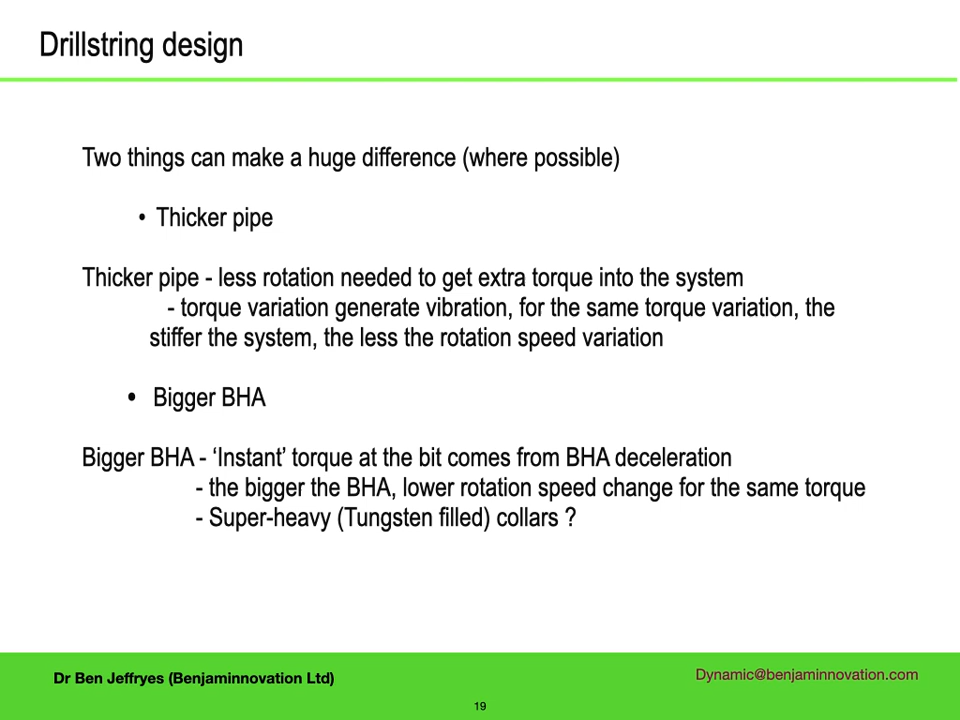 Drillstring design
Two things can make a huge difference (where possible)
• Thicker pipe
Thicker pipe - less rotation needed to get extra torque into the system
- torque variation generate vibration, for the same torque variation, the
stiffer the system, the less the rotation speed variation
• Bigger BHA
Bigger BHA - ‘Instant’ torque at the bit comes from BHA deceleration
- the bigger the BHA, lower rotation speed change for the same torque
- Super-heavy (Tungsten filled) collars ?
Dr Ben Jeffryes (Benjaminnovation Ltd)
Dynamic@benjaminnovation.com
19